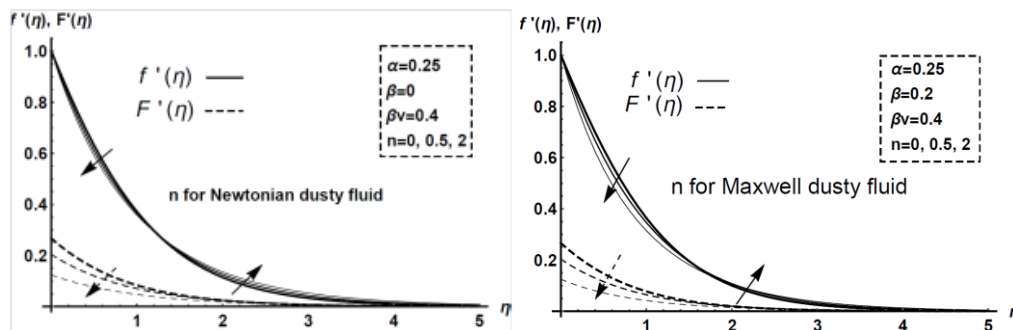 f '(η), F'(η)
1.0
0.8
0.6
0.4
0.2
f '(η)
F '(η)
α=0.25
β=0
βv=0.4
n=0, 0.5, 2
n for Newtonian dusty fluid
1 2 3 4 5 η
f '(η), F'(η)
1.0
0.8
0.6
0.4
0.2
f '(η)
F '(η)
α=0.25
β=0.2
βv=0.4
n=0, 0.5, 2
n for Maxwell dusty fluid
1 2 3 4 5 η